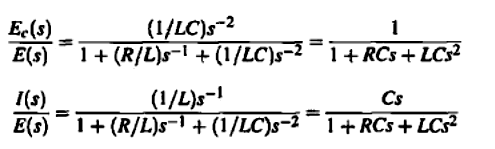 E_c(s)/E(s) = (1/LC)s^{-2}/(1 + (R/L)s^{-1} + (1/LC)s^{-2}) = 1/(1 + RCs + LCs^2)
I(s)/E(s) = (1/L)s^{-1}/(1 + (R/L)s^{-1} + (1/LC)s^{-2}) = Cs/(1 + RCs + LCs^2)